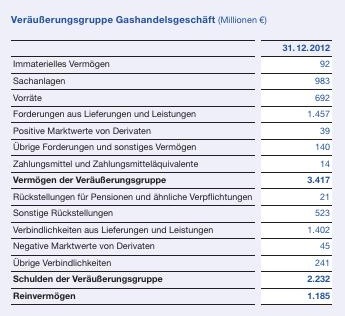 Veräußerungsgruppe Gashandelsgeschäft (Millionen €)
31.12.2012
Immaterielles Vermögen 92
Sachanlagen 983
Vorräte 692
Forderungen aus Lieferungen und Leistungen 1.457
Positive Marktwerte von Derivaten 39
Übrige Forderungen und sonstiges Vermögen 140
Zahlungsmittel und Zahlungsmitteläquivalente 14
Vermögen der Veräußerungsgruppe 3.417
Rückstellungen für Pensionen und ähnliche Verpflichtungen 21
Sonstige Rückstellungen 523
Verbindlichkeiten aus Lieferungen und Leistungen 1.402
Negative Marktwerte von Derivaten 45
Übrige Verbindlichkeiten 241
Schulden der Veräußerungsgruppe 2.232
Reinvermögen 1.185